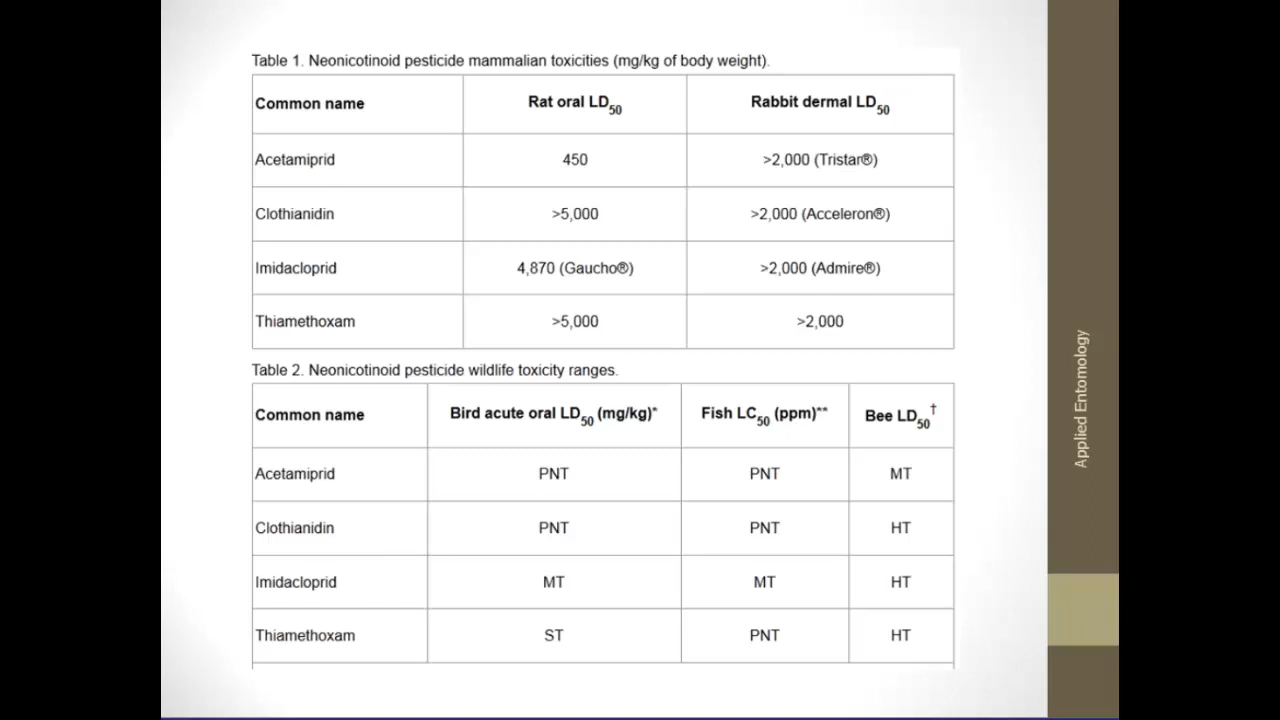 Table 1. Neonicotinoid pesticide mammalian toxicities (mg/kg of body weight).
Common name Rat oral LD50 Rabbit dermal LD50
Acetamiprid 450 >2,000 (Tristar®)
Clothianidin >5,000 >2,000 (Acceleron®)
Imidacloprid 4,870 (Gaucho®) >2,000 (Admire®)
Thiamethoxam >5,000 >2,000
Table 2. Neonicotinoid pesticide wildlife toxicity ranges.
Common name Bird acute oral LD50 (mg/kg)* Fish LC50 (ppm)** Bee LD50†
Acetamiprid PNT PNT MT
Clothianidin PNT PNT HT
Imidacloprid MT MT HT
Thiamethoxam ST PNT HT
Applied Entomology